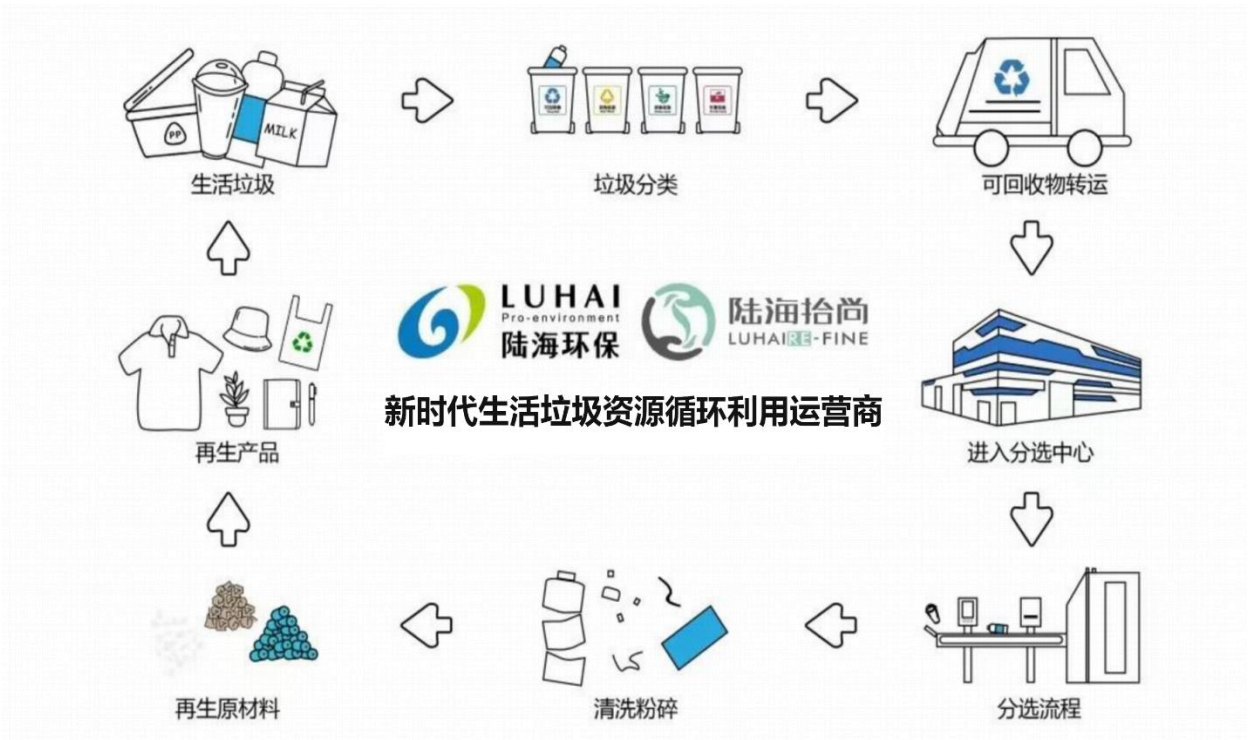 PP
MILK
生活垃圾
垃圾分类
可回收物转运
LUHAI
Pro-environment
陆海环保
陆海拾尚
LUHAIRE-FINE
新时代生活垃圾资源循环利用运营商
再生产品
进入分选中心
再生原材料
清洗粉碎
分选流程